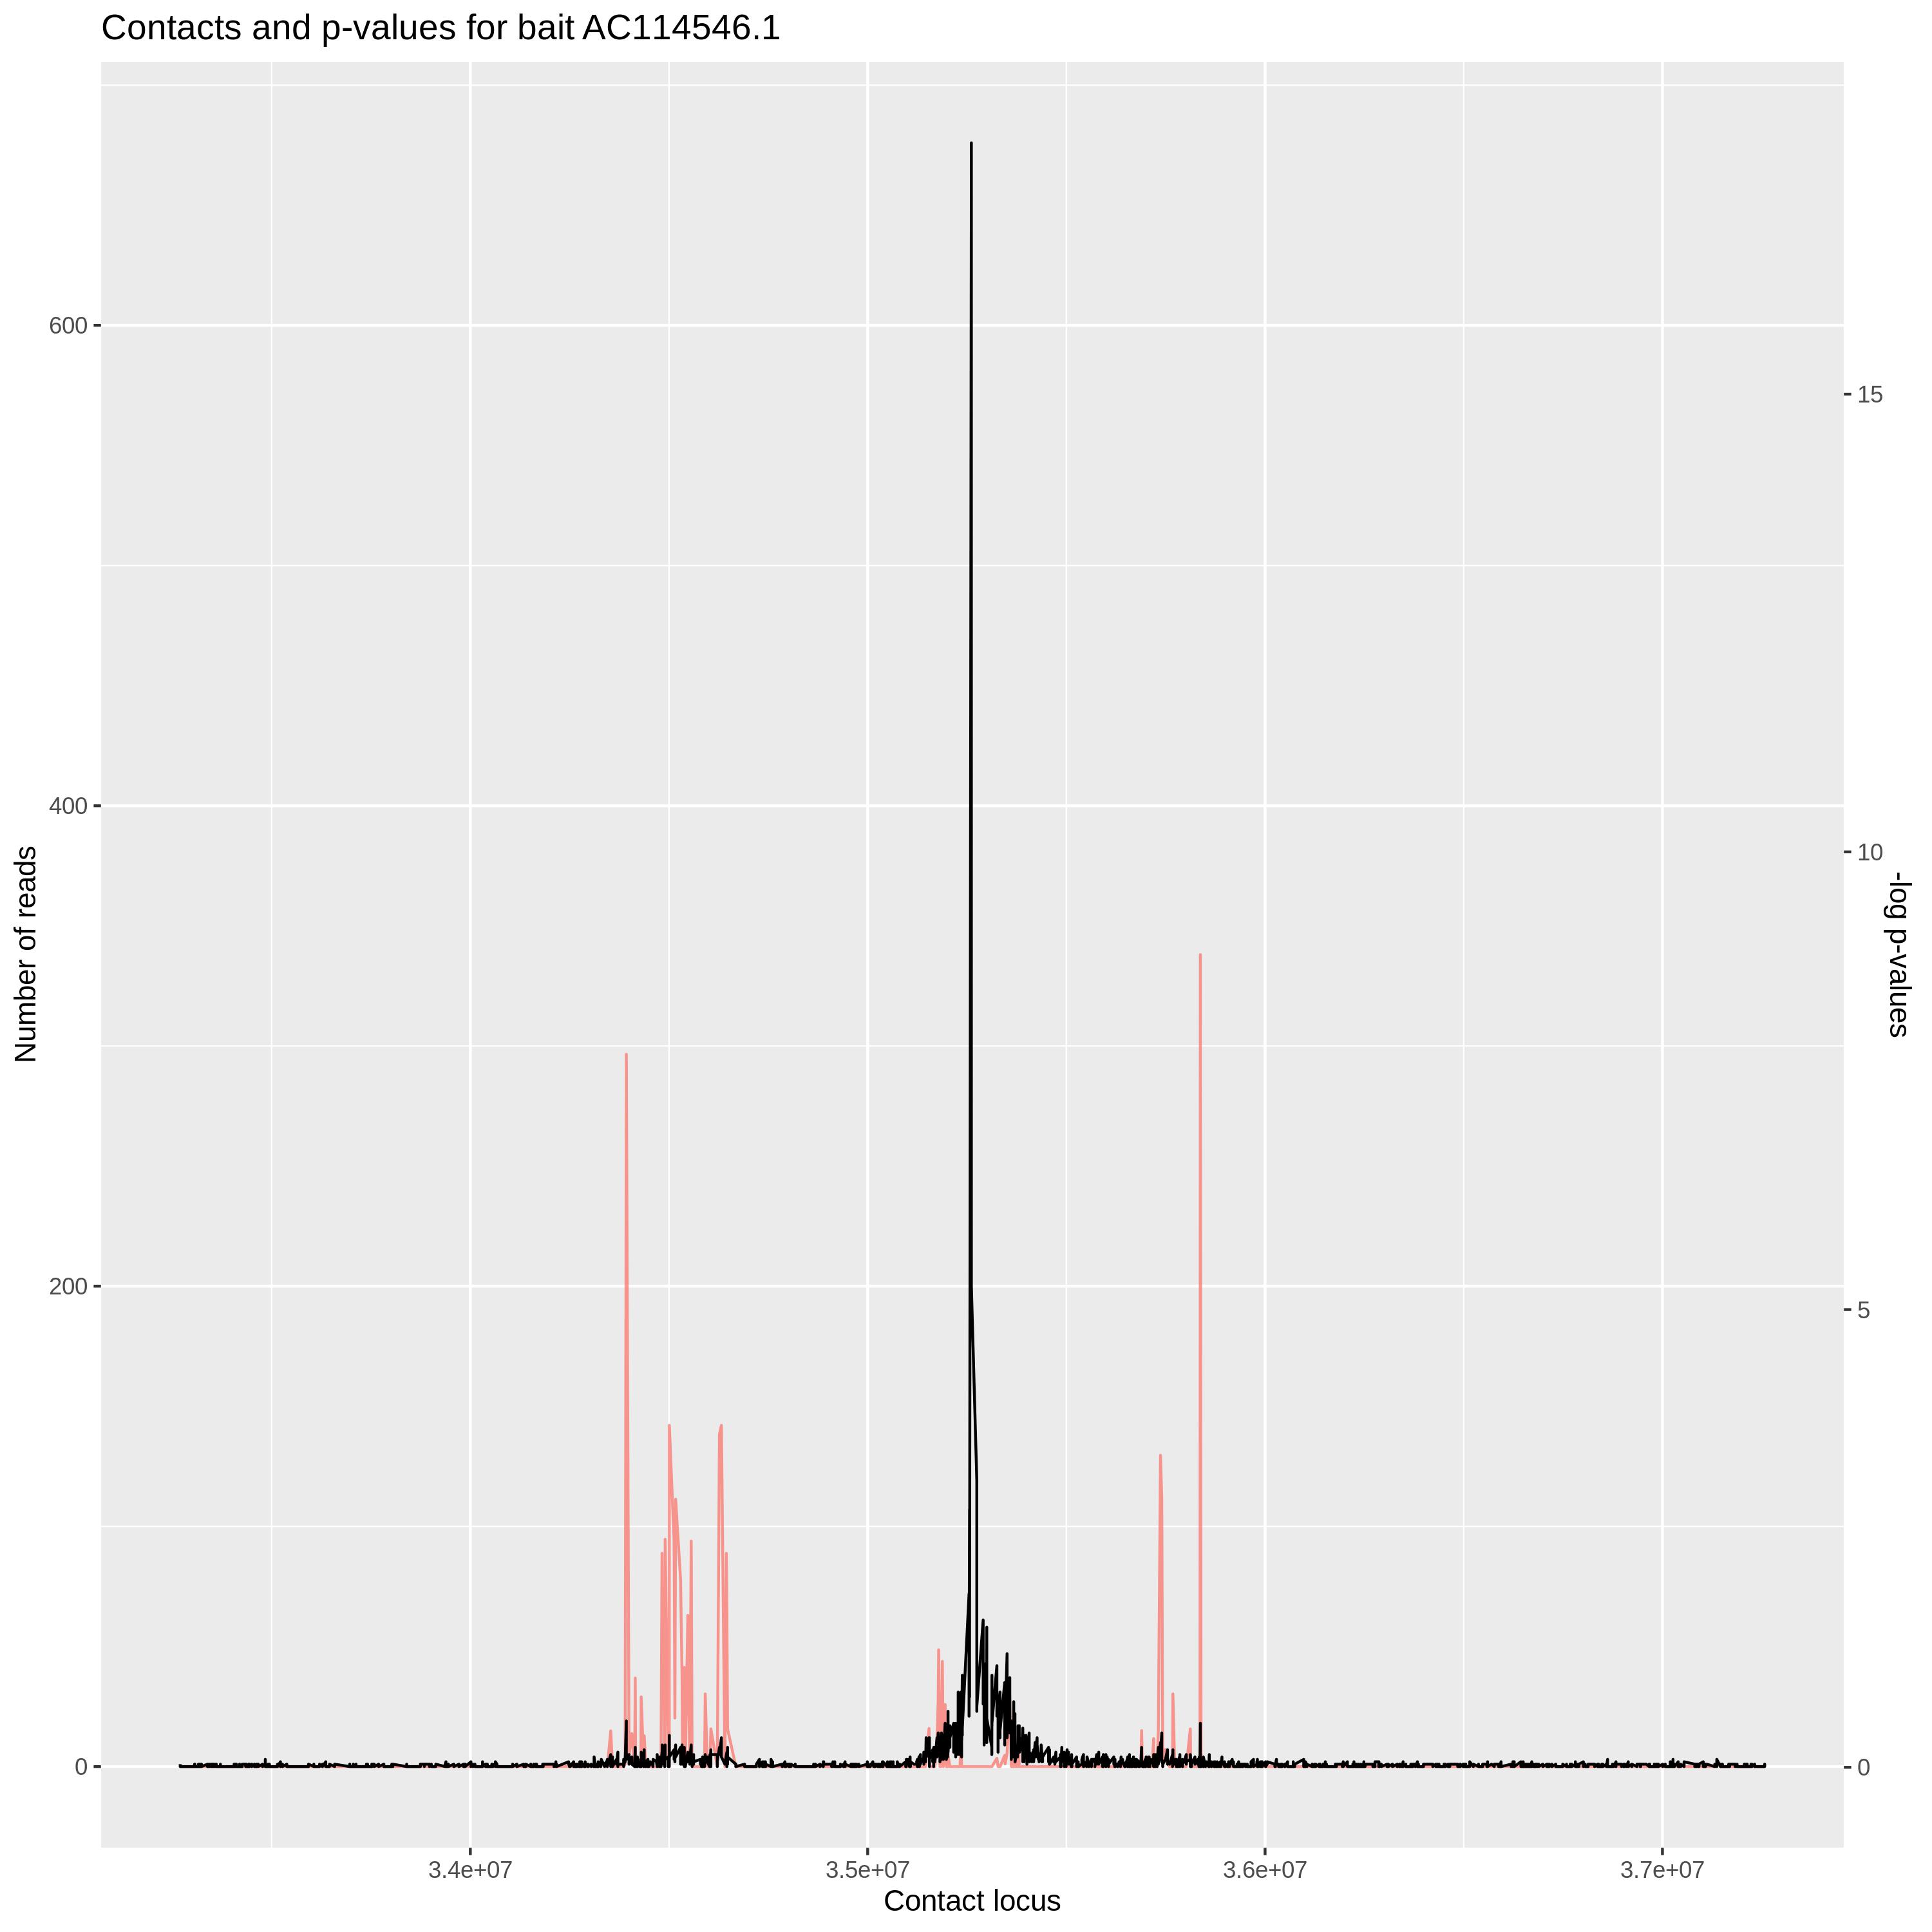 Contacts and p-values for bait AC114546.1
600
400
200
0
Number of reads
15
10
5
0
-log p-values
3.4e+07
3.5e+07
3.6e+07
3.7e+07
Contact locus